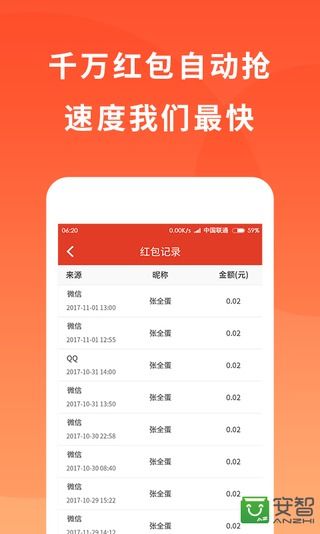 千万红包自动抢
速度我们最快
06:20 0.00K/s 中国联通 59%
红包记录
来源 昵称 金额(元)
微信
2017-11-01 13:00 张全蛋 0.02
微信
2017-11-01 12:55 张全蛋 0.02
QQ
2017-10-31 14:00 张全蛋 0.02
微信
2017-10-31 13:50 张全蛋 0.02
微信
2017-10-30 22:58 张全蛋 0.02
微信
2017-10-30 08:40 张全蛋 0.02
微信
2017-10-29 15:22 张全蛋 0.02
微信
2017-11-29 12:25 张全蛋 0.02
安智
ANZHI
AZ